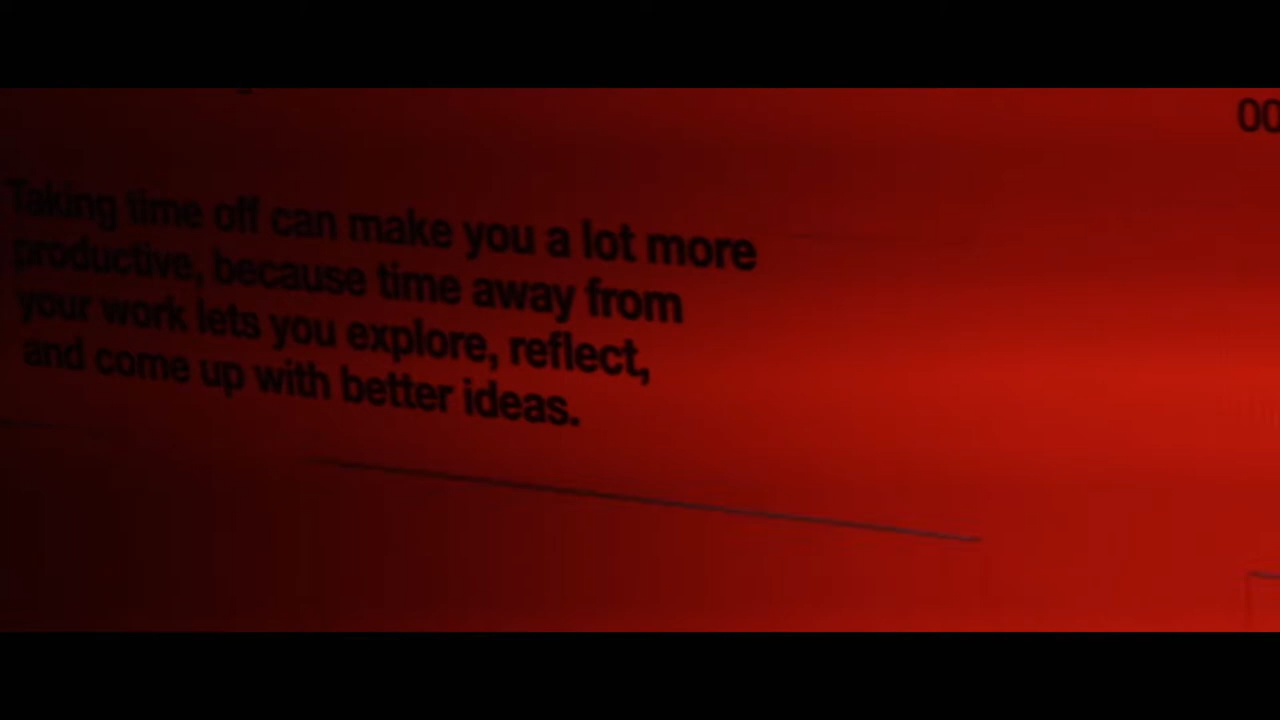 00
Taking time off can make you a lot more
productive, because time away from
your work lets you explore, reflect,
and come up with better ideas.